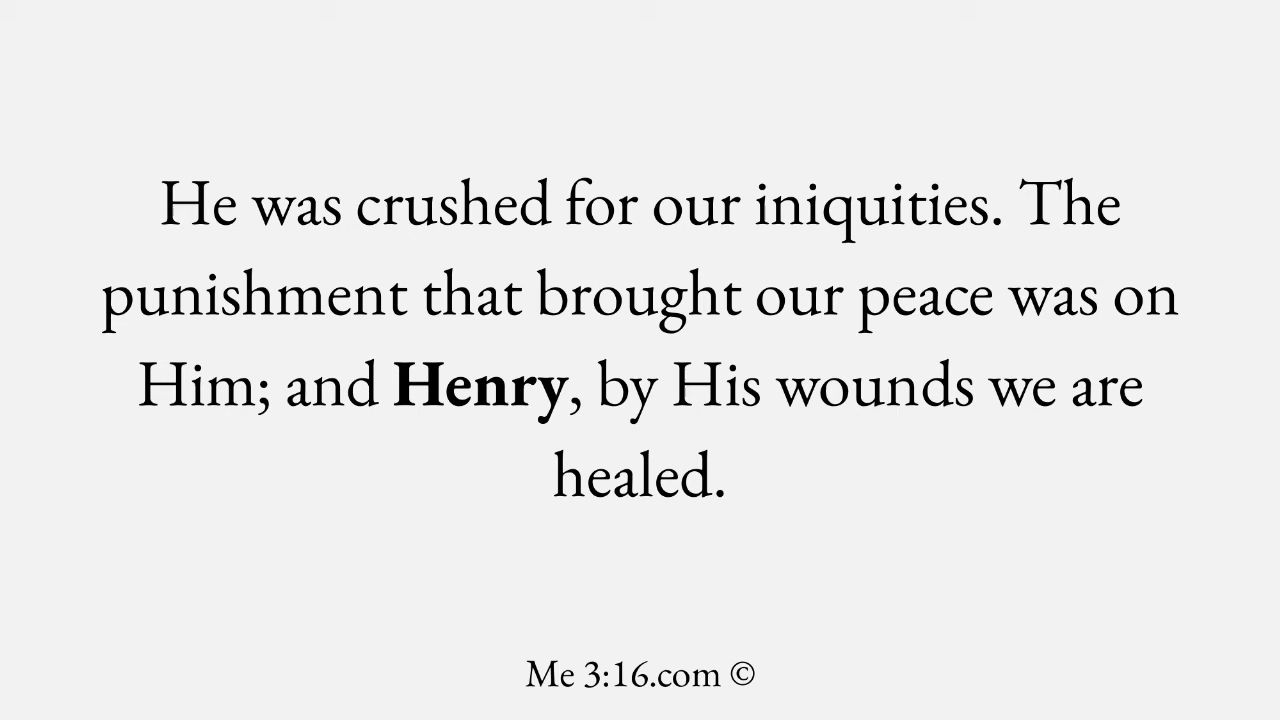 He was crushed for our iniquities. The
punishment that brought our peace was on
Him; and Henry, by His wounds we are
healed.
Me 3:16.com ©